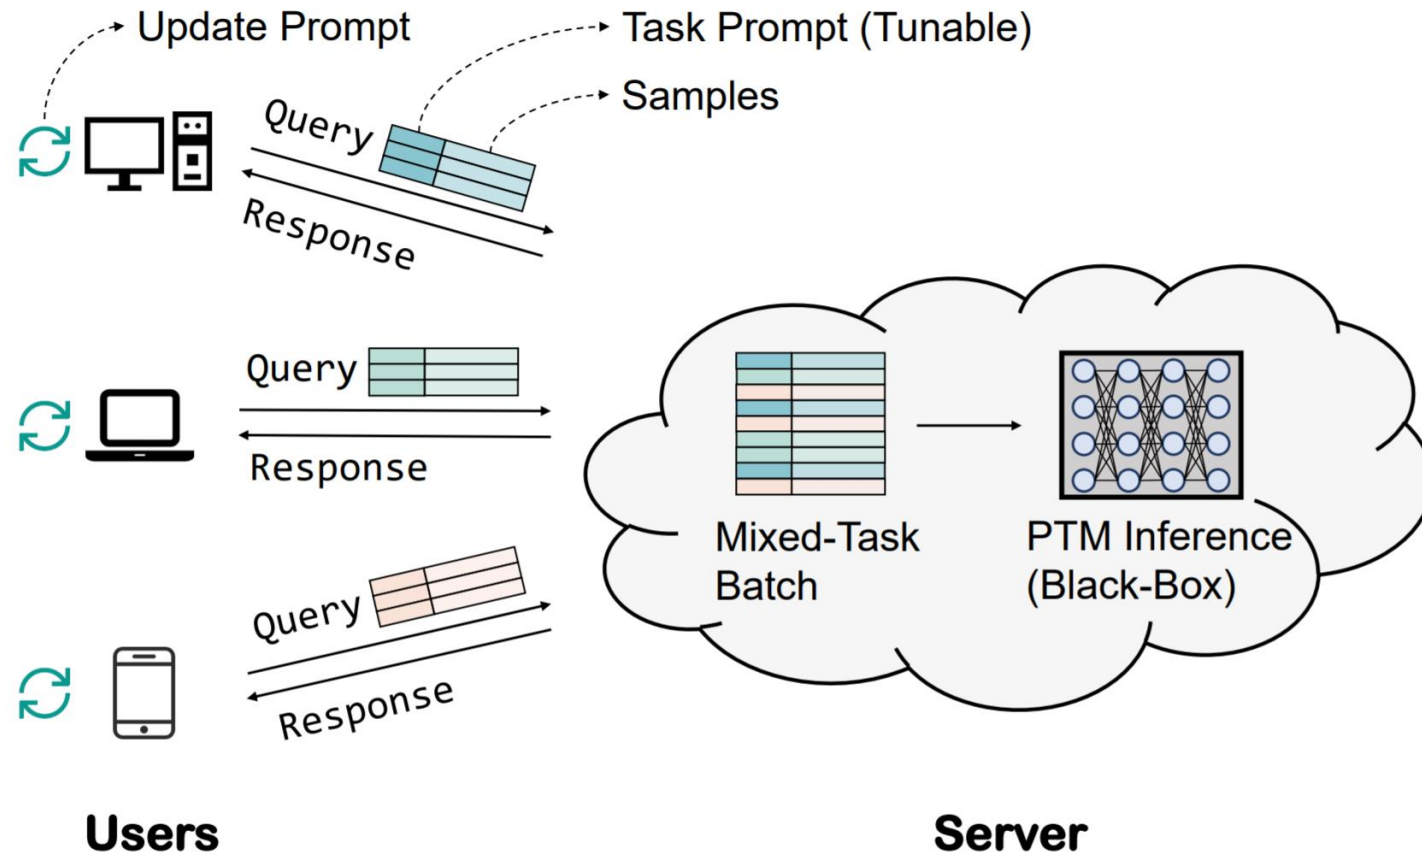 Update Prompt
Task Prompt (Tunable)
Samples
Query
Response
Query
Response
Query
Response
Mixed-Task
Batch
PTM Inference
(Black-Box)
Users
Server